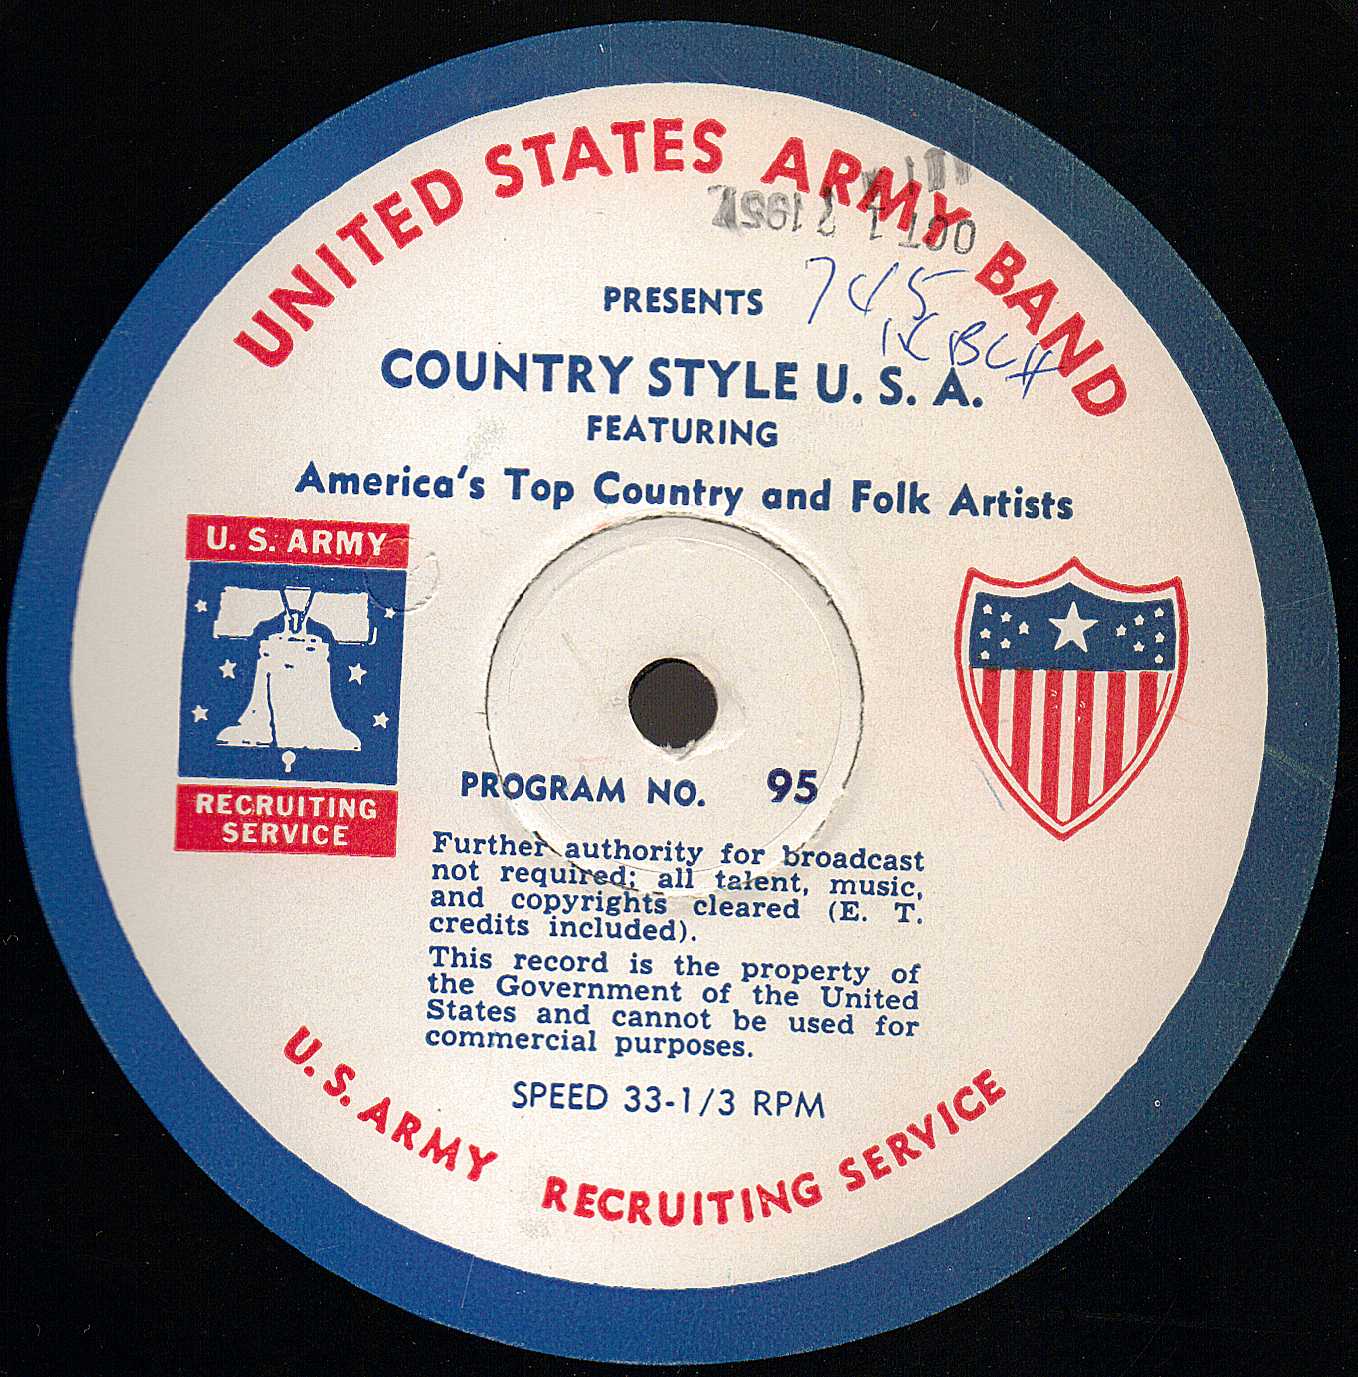 UNITED STATES ARMY BAND
PRESENTS
COUNTRY STYLE U. S. A.
FEATURING
America's Top Country and Folk Artists
U. S. ARMY
RECRUITING
SERVICE
PROGRAM NO. 95
Further authority for broadcast
not required; all talent, music,
and copyrights cleared (E. T.
credits included).
This record is the property of
the Government of the United
States and cannot be used for
commercial purposes.
SPEED 33-1/3 RPM
U. S. ARMY RECRUITING SERVICE